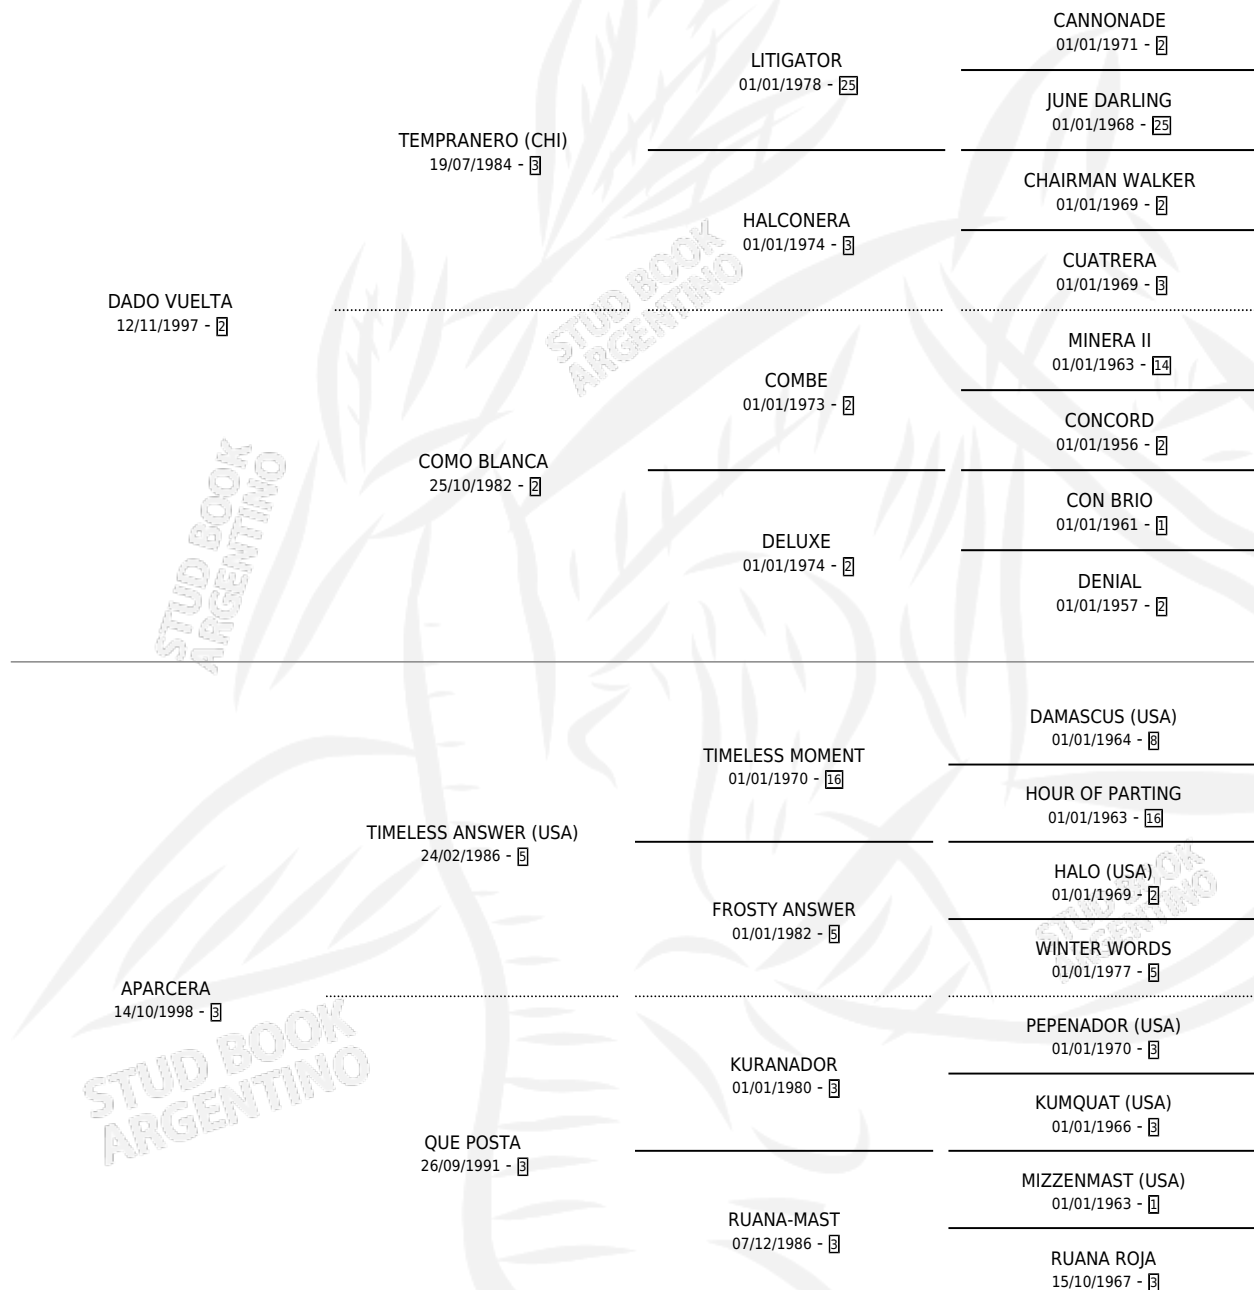 CANNONADE
01/01/1971 - 2
LITIGATOR
01/01/1978 - 25
JUNE DARLING
01/01/1968 - 25
TEMPRANERO (CHI)
19/07/1984 - 3
CHAIRMAN WALKER
01/01/1969 - 2
HALCONERA
01/01/1974 - 3
CUATRERA
01/01/1969 - 3
DADO VUELTA
12/11/1997 - 2
MINERA II
01/01/1963 - 14
COMBE
01/01/1973 - 2
CONCORD
01/01/1956 - 2
COMO BLANCA
25/10/1982 - 2
CON BRIO
01/01/1961 - 1
DELUXE
01/01/1974 - 2
DENIAL
01/01/1957 - 2
STUD BOOK
ARGENTINO
STUD BOOK
ARGENTINO
DAMASCUS (USA)
01/01/1964 - 8
TIMELESS MOMENT
01/01/1970 - 16
HOUR OF PARTING
01/01/1963 - 16
TIMELESS ANSWER (USA)
24/02/1986 - 5
HALO (USA)
01/01/1969 - 2
FROSTY ANSWER
01/01/1982 - 5
WINTER WORDS
01/01/1977 - 5
STUD BOOK
ARGENTINO
APARCERA
14/10/1998 - 3
PEPENADOR (USA)
01/01/1970 - 3
KURANADOR
01/01/1980 - 3
KUMQUAT (USA)
01/01/1966 - 3
QUE POSTA
26/09/1991 - 3
MIZZENMAST (USA)
01/01/1963 - 1
RUANA-MAST
07/12/1986 - 3
RUANA ROJA
15/10/1967 - 3
STUD BOOK
ARGENTINO